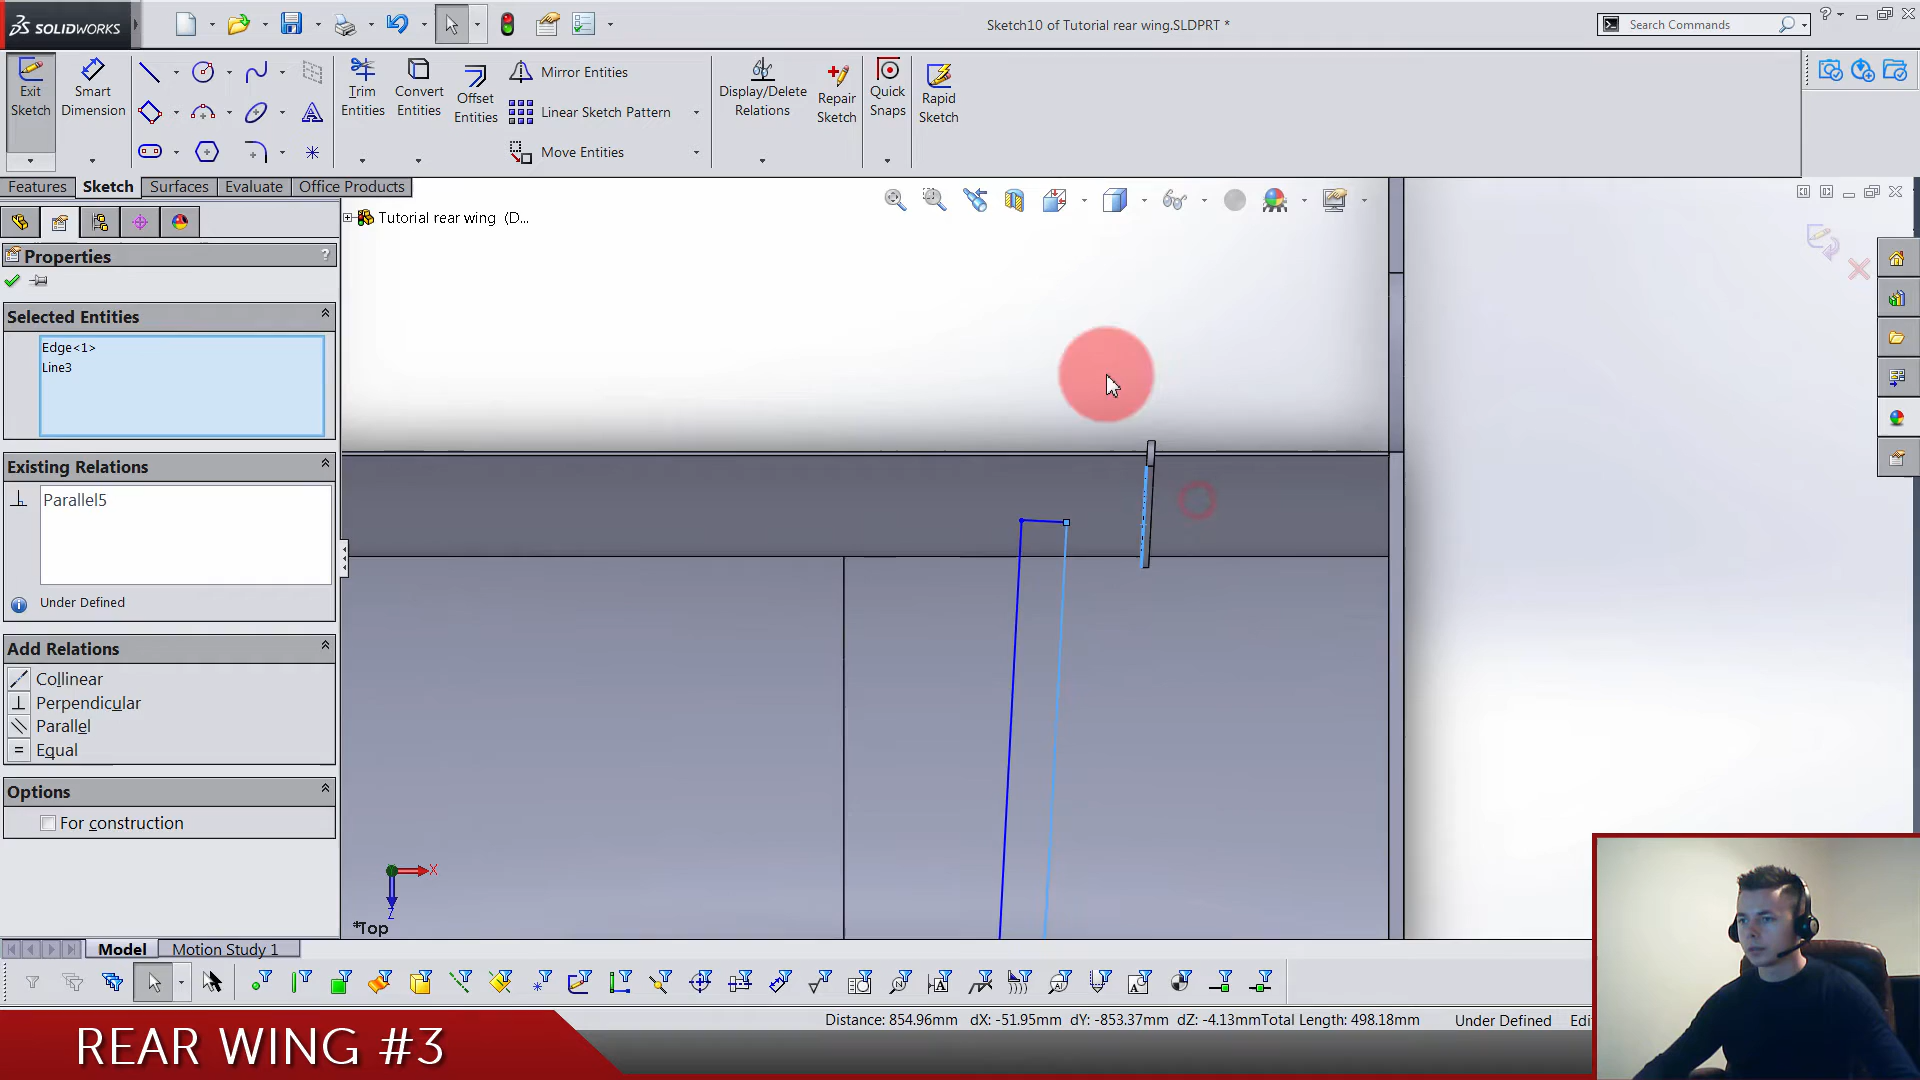 SOLIDWORKS
Sketch10 of Tutorial rear wing.SLDPRT *
Search Commands
Exit Sketch
Smart Dimension
Trim Entities
Convert Entities
Offset Entities
Mirror Entities
Linear Sketch Pattern
Move Entities
Display/Delete Relations
Repair Sketch
Quick Snaps
Rapid Sketch
Features Sketch Surfaces Evaluate Office Products
Tutorial rear wing (D...
Properties
?
Selected Entities
Edge<1>
Line3
Existing Relations
Parallel5
Under Defined
Add Relations
Collinear
Perpendicular
Parallel
Equal
Options
For construction
X
Z
*Top
Model Motion Study 1
Distance: 854.96mm dX: -51.95mm dY: -853.37mm dZ: -4.13mmTotal Length: 498.18mm Under Defined Edi
REAR WING #3